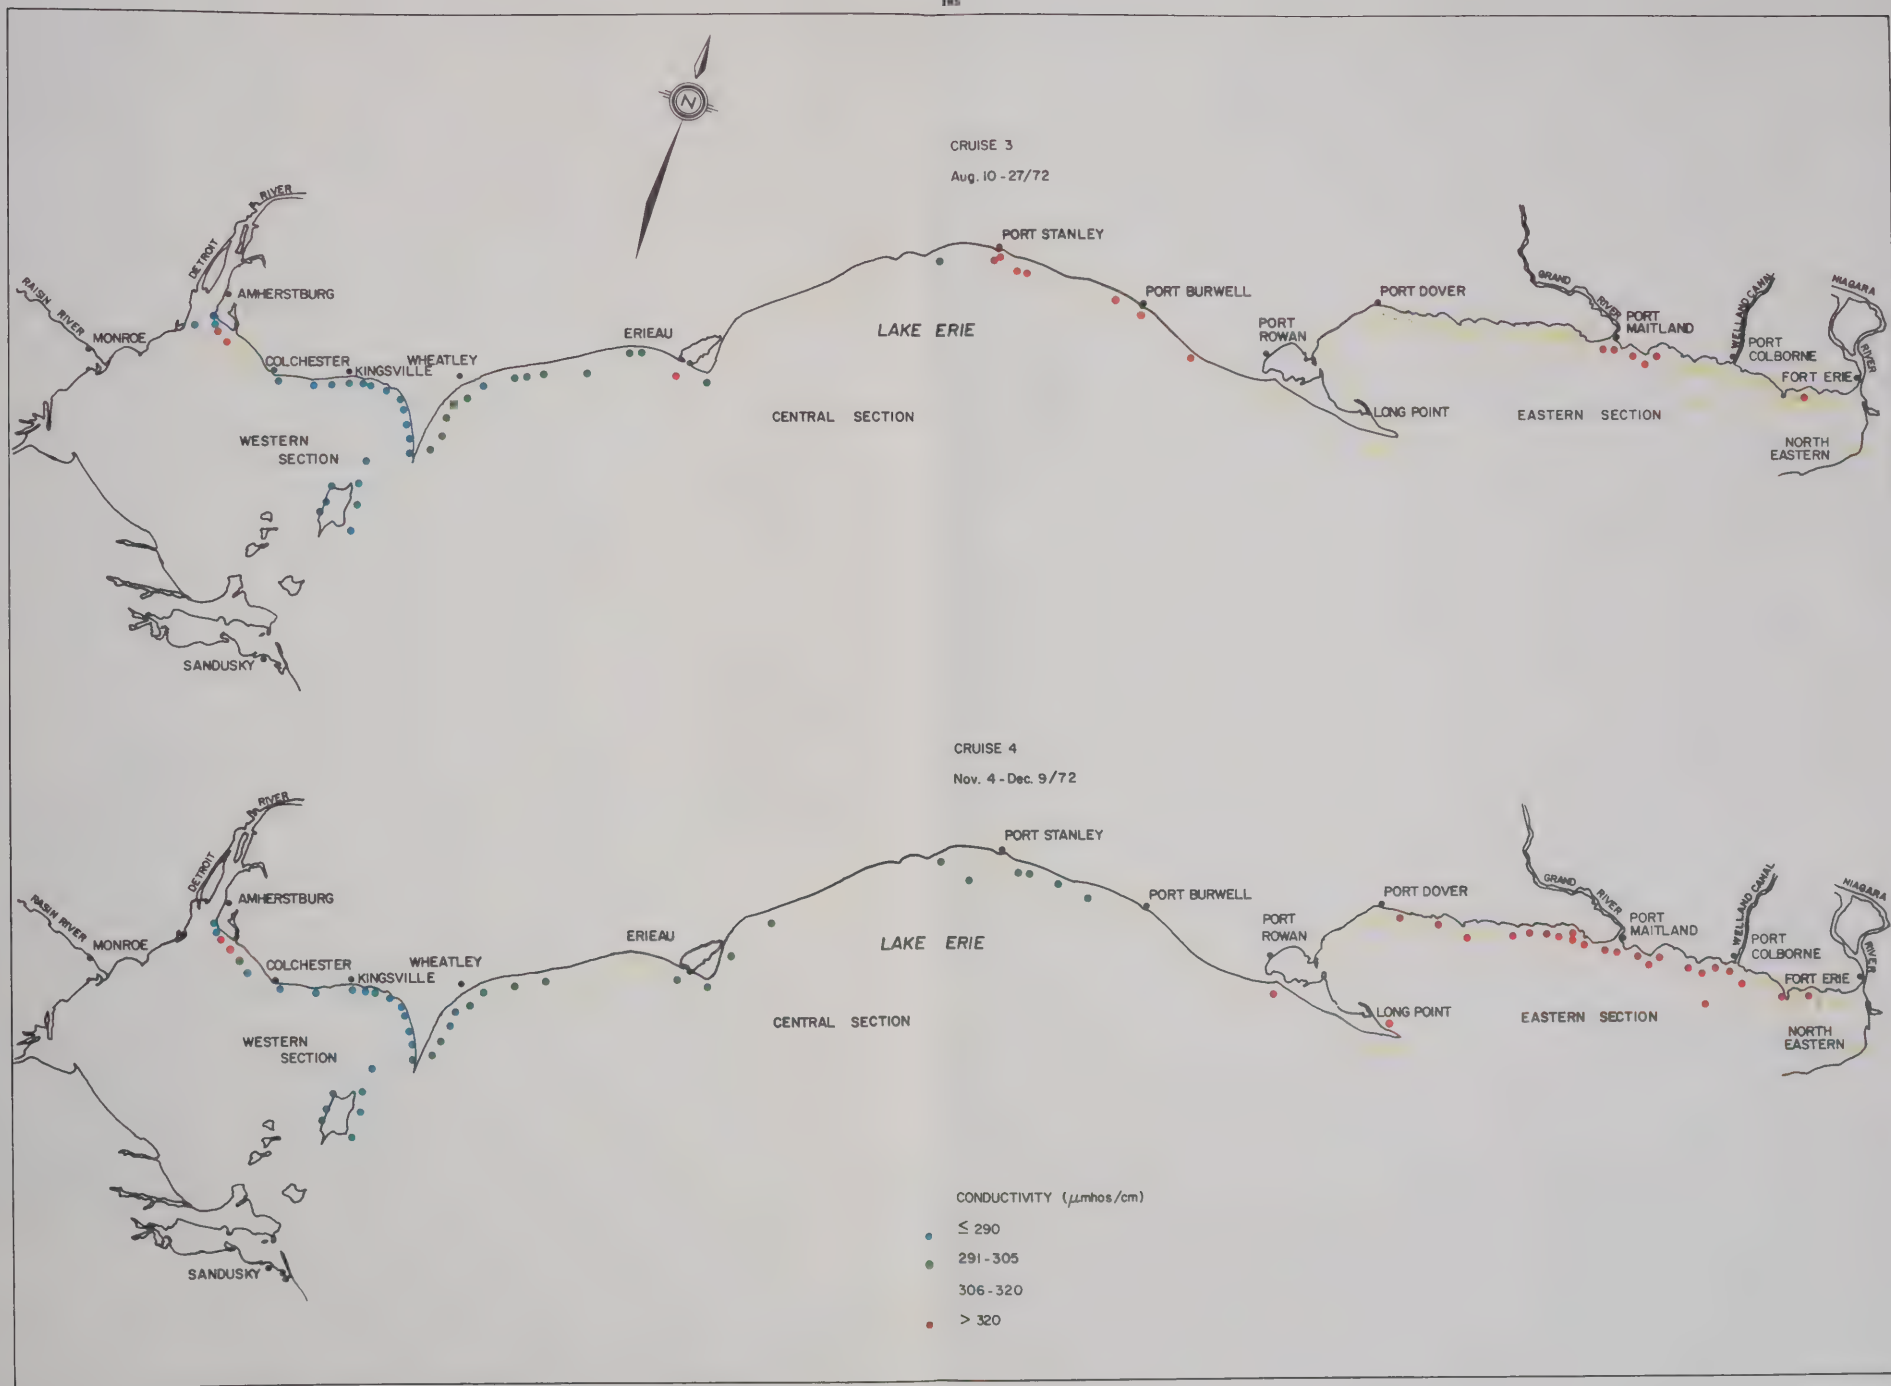 185
N
CRUISE 3
Aug. 10 - 27/72
RIVER
DETROIT
AMHERSTBURG
RAISIN
RIVER
MONROE
COLCHESTER
KINGSVILLE
WHEATLEY
ERIEAU
LAKE ERIE
PORT STANLEY
PORT BURWELL
PORT
ROWAN
PORT DOVER
LONG POINT
GRAND
RIVER
PORT
MAITLAND
WELLAND CANAL
PORT
COLBORNE
NIAGARA
RIVER
FORT ERIE
WESTERN
SECTION
CENTRAL SECTION
EASTERN SECTION
NORTH
EASTERN
SANDUSKY
CRUISE 4
Nov. 4 - Dec. 9/72
RIVER
DETROIT
AMHERSTBURG
RASIN RIVER
MONROE
COLCHESTER
KINGSVILLE
WHEATLEY
ERIEAU
LAKE ERIE
PORT STANLEY
PORT BURWELL
PORT
ROWAN
PORT DOVER
LONG POINT
GRAND
RIVER
PORT
MAITLAND
WELLAND CANAL
PORT
COLBORNE
NIAGARA
RIVER
FORT ERIE
WESTERN
SECTION
CENTRAL SECTION
EASTERN SECTION
NORTH
EASTERN
SANDUSKY
CONDUCTIVITY (μmhos/cm)
≤ 290
291-305
306-320
> 320